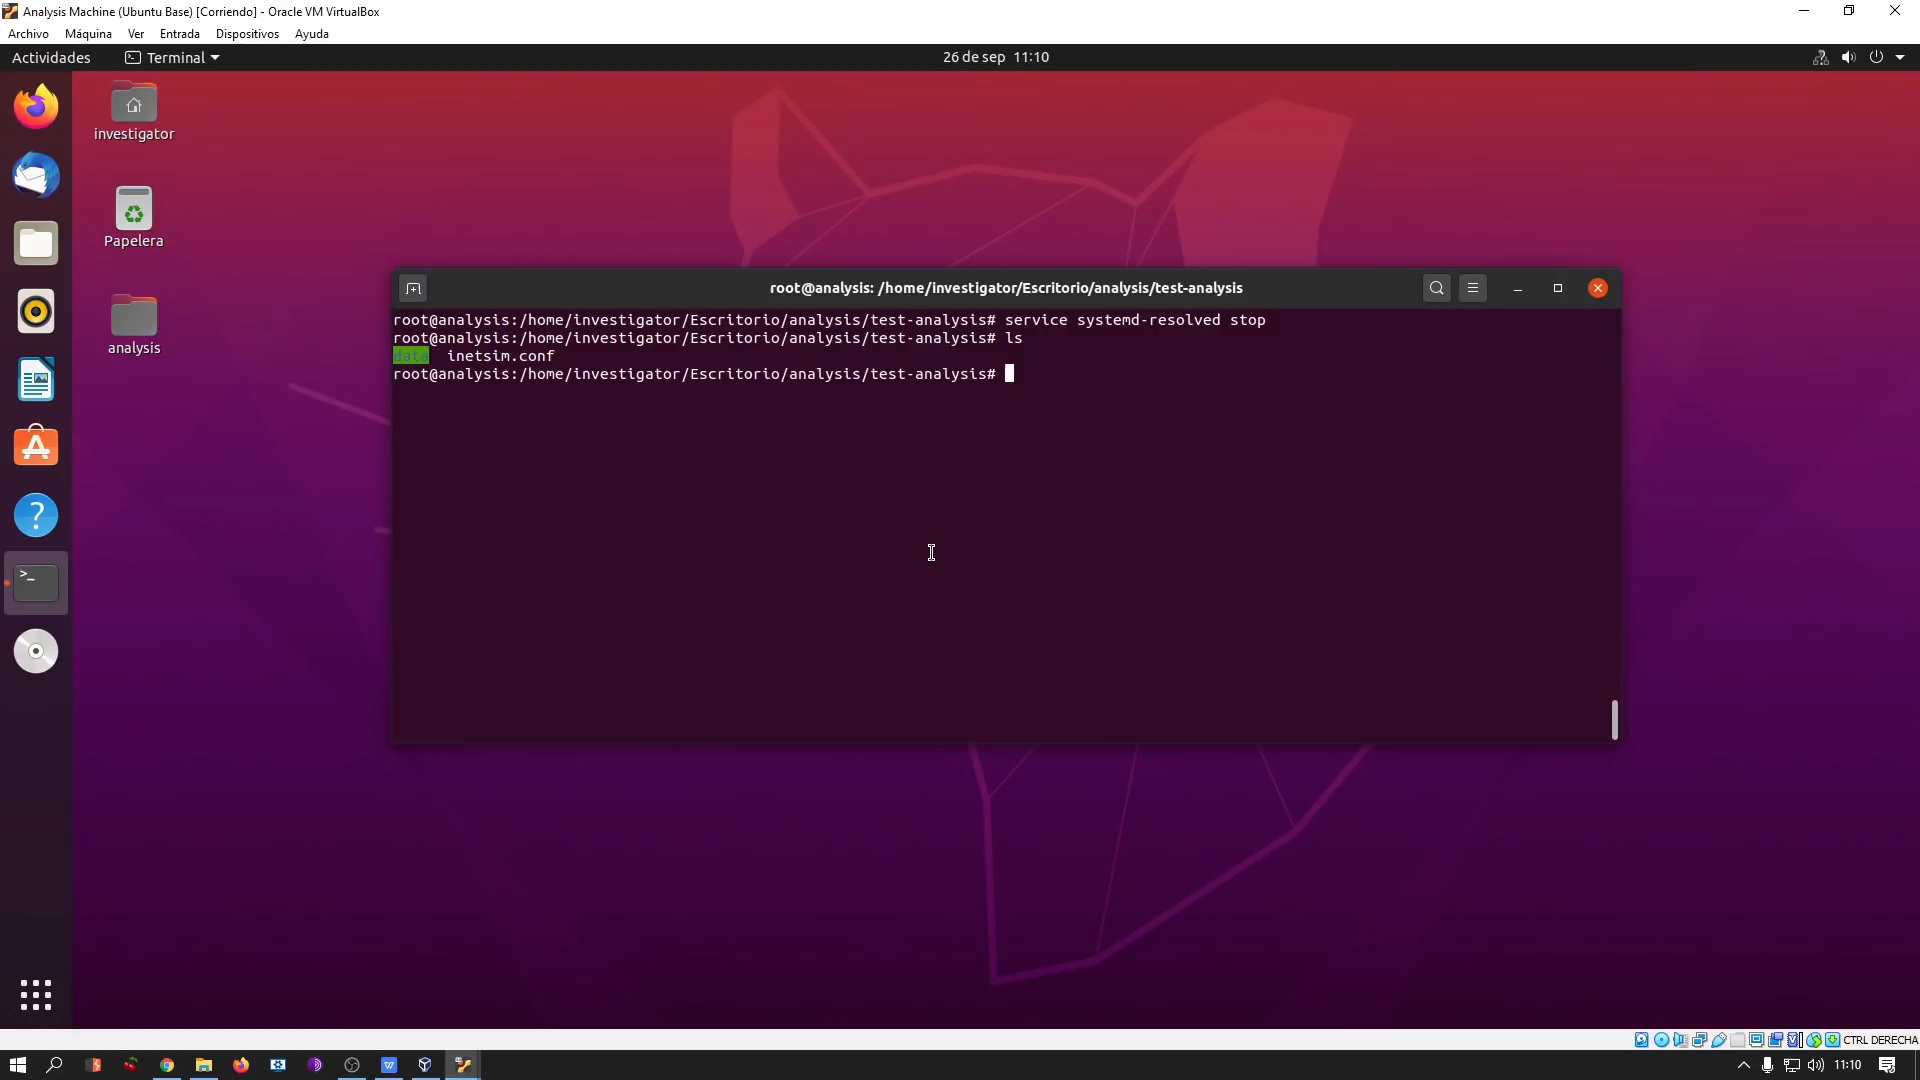 Analysis Machine (Ubuntu Base) [Corriendo] - Oracle VM VirtualBox
Archivo Máquina Ver Entrada Dispositivos Ayuda
Actividades Terminal 26 de sep 11:10
investigator
Papelera
analysis
root@analysis: /home/investigator/Escritorio/analysis/test-analysis
root@analysis:/home/investigator/Escritorio/analysis/test-analysis# service systemd-resolved stop
root@analysis:/home/investigator/Escritorio/analysis/test-analysis# ls
data inetsim.conf
root@analysis:/home/investigator/Escritorio/analysis/test-analysis#
CTRL DERECHA
11:10